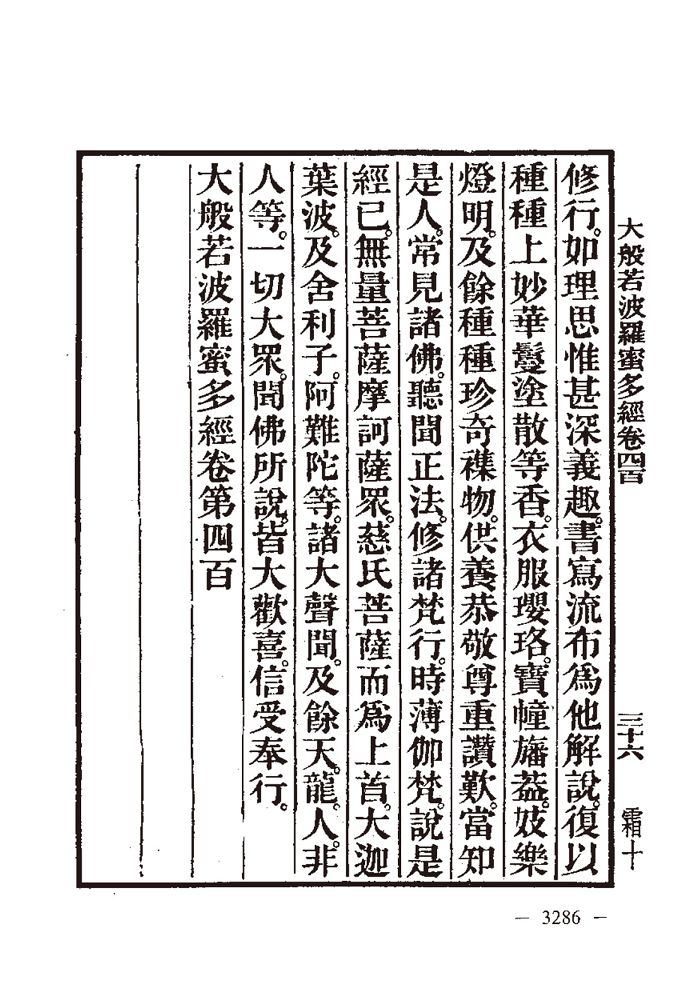 大般若波羅蜜多經卷四百
三十六
霜十
修行。如理思惟甚深義趣。書寫流布爲他解說。復以
種種上妙華鬘塗散等香。衣服瓔珞。寶幢旛葢。妓樂
燈明。及餘種種珍奇襍物。供養恭敬尊重讚歎。當知
是人。常見諸佛。聽聞正法。修諸梵行。時薄伽梵。說是
經已。無量菩薩摩訶薩眾。慈氏菩薩而爲上首。大迦
葉波。及舍利子。阿難陀等。諸大聲聞。及餘天。龍。人。非
人等。一切大眾。聞佛所說。皆大歡喜。信受奉行。
大般若波羅蜜多經卷第四百
— 3286 —